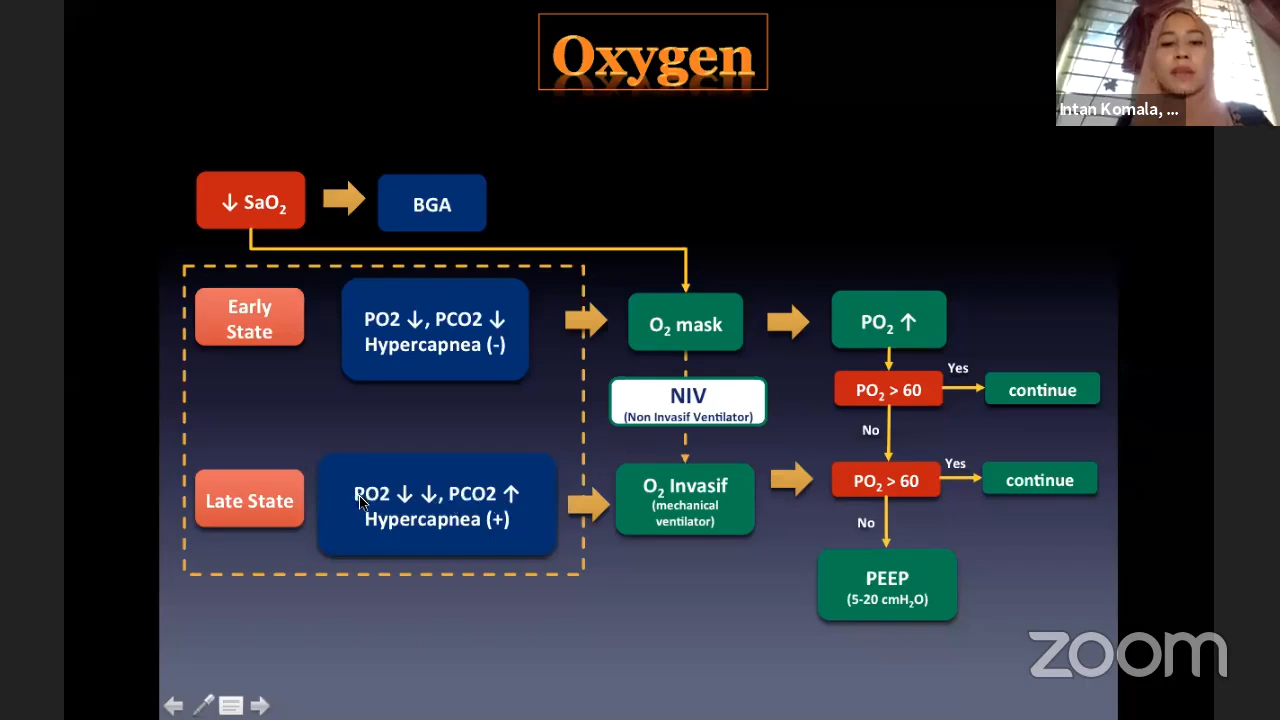 Oxygen
Intan Komala, ...
↓ SaO₂
BGA
Early
State
PO2 ↓, PCO2 ↓
Hypercapnea (-)
O₂ mask
PO₂ ↑
NIV
(Non Invasif Ventilator)
PO₂ > 60
Yes
continue
No
Late State
PO2 ↓ ↓, PCO2 ↑
Hypercapnea (+)
O₂ Invasif
(mechanical
ventilator)
PO₂ > 60
Yes
continue
No
PEEP
(5-20 cmH₂O)
zoom